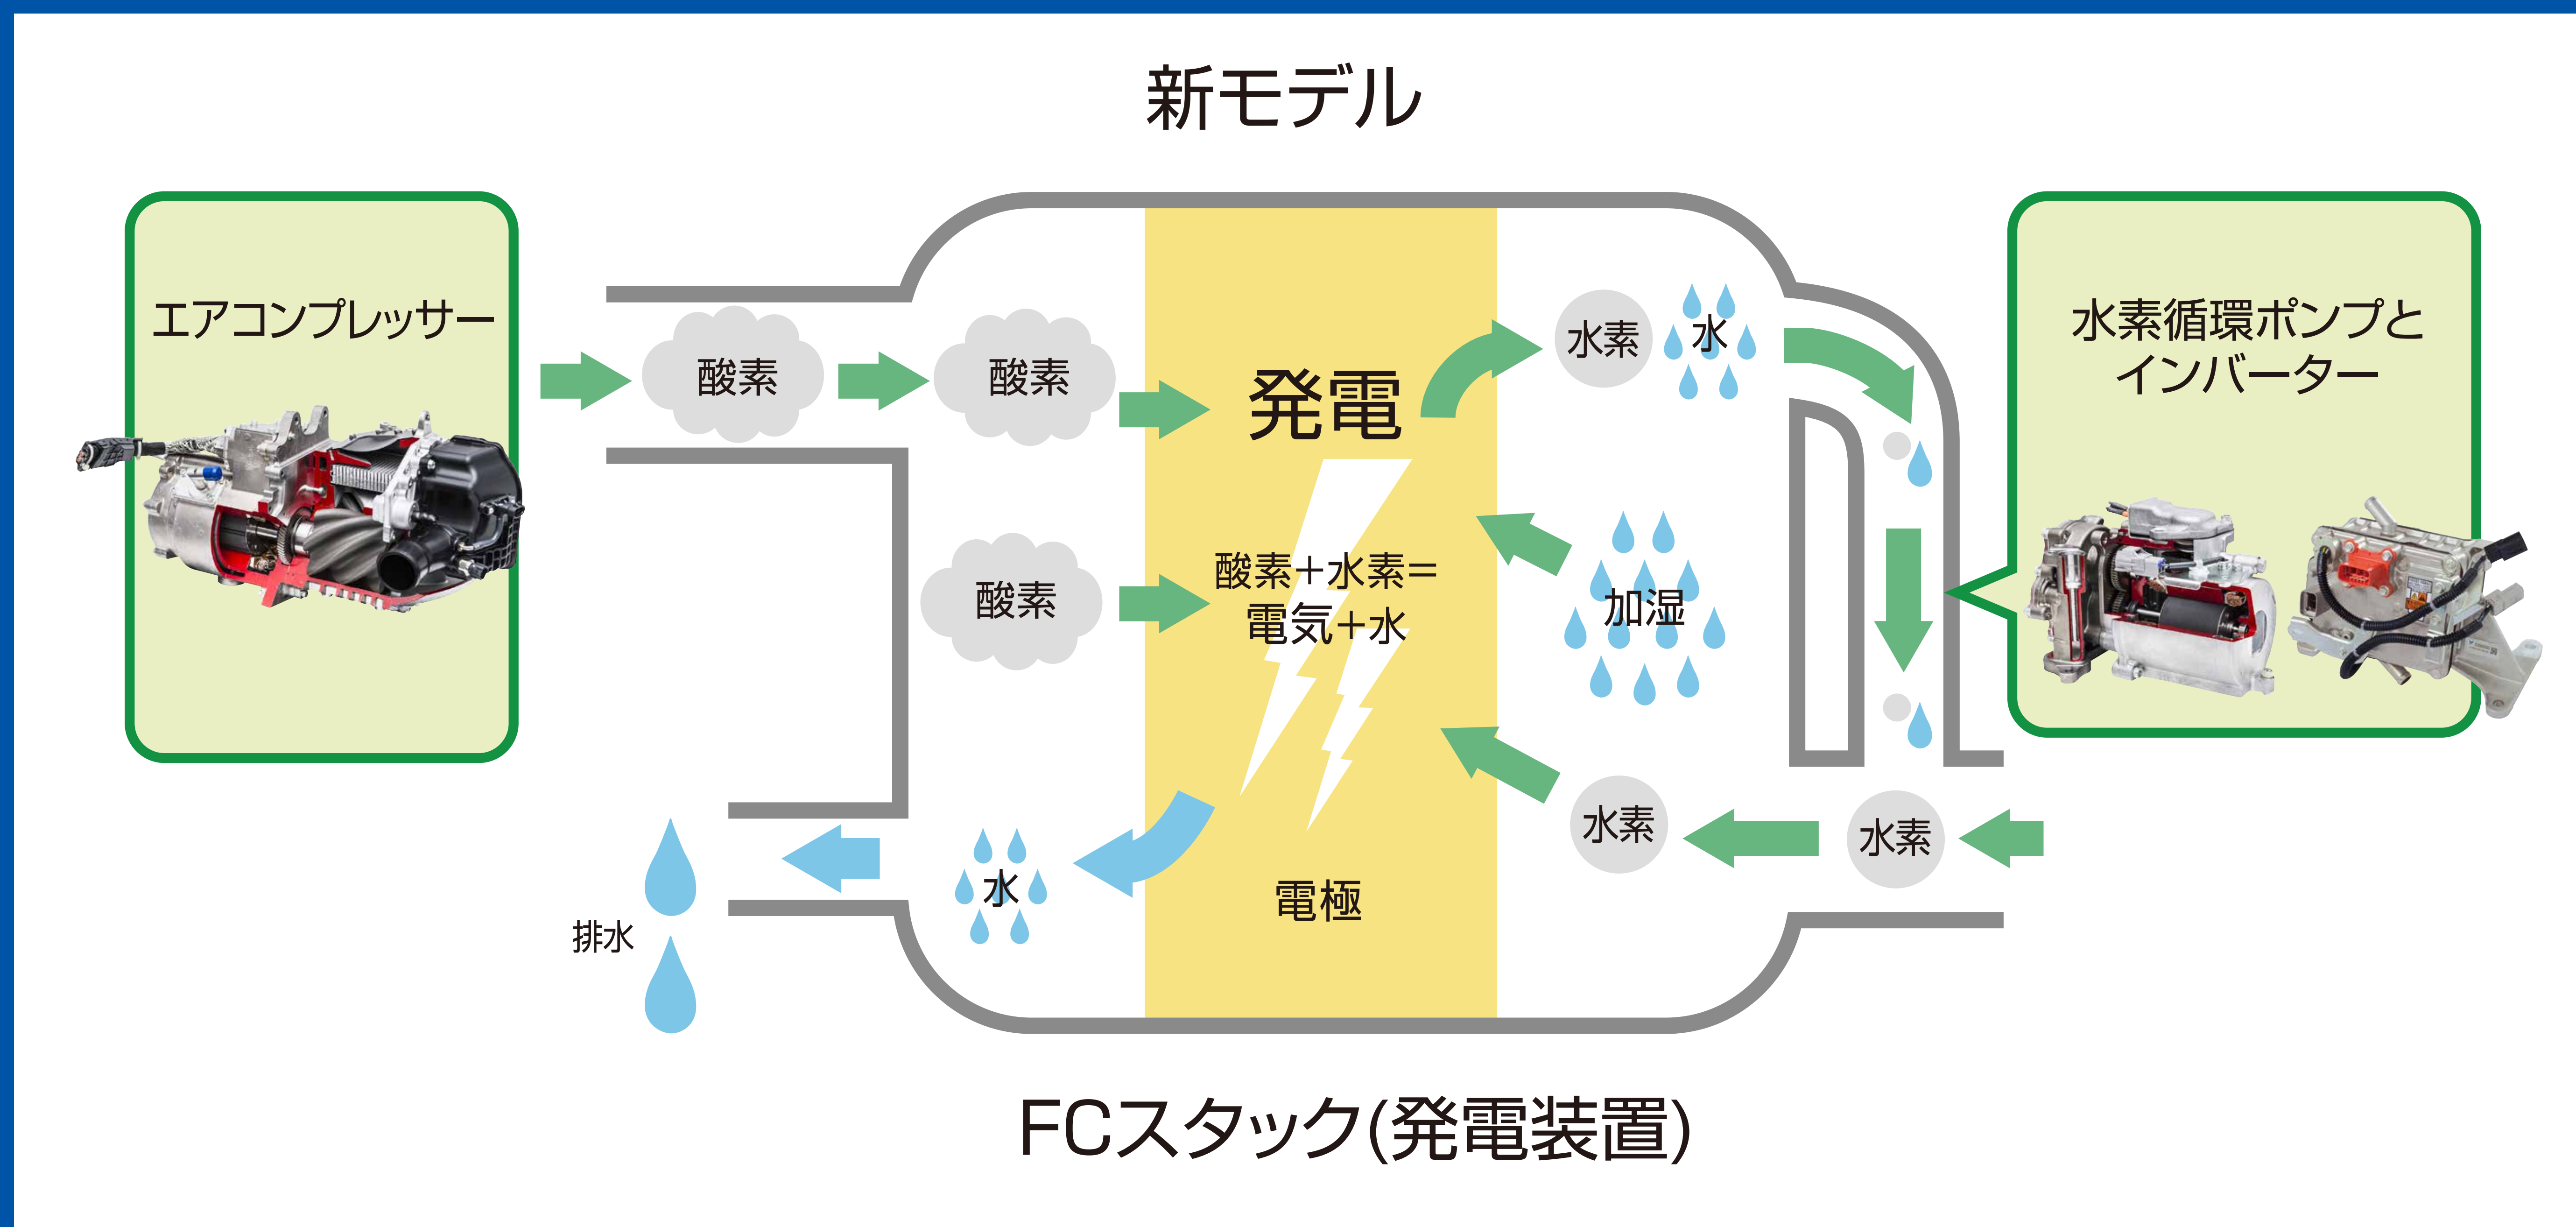 新モデル
エアコンプレッサー
酸素
酸素
発電
水素
水
水素循環ポンプと
インバーター
酸素
酸素+水素=
電気+水
加湿
水素
水素
水
電極
排水
FCスタック(発電装置)